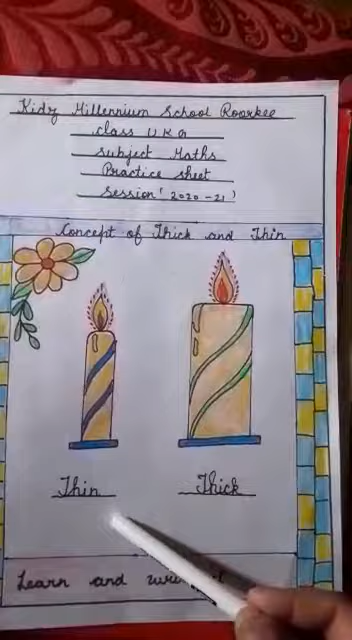 Kidz Millennium School Roorkee
Class U K G
Subject Maths
Practice sheet
Session (2020-21)
Concept of Thick and Thin
Thin
Thick
Learn and